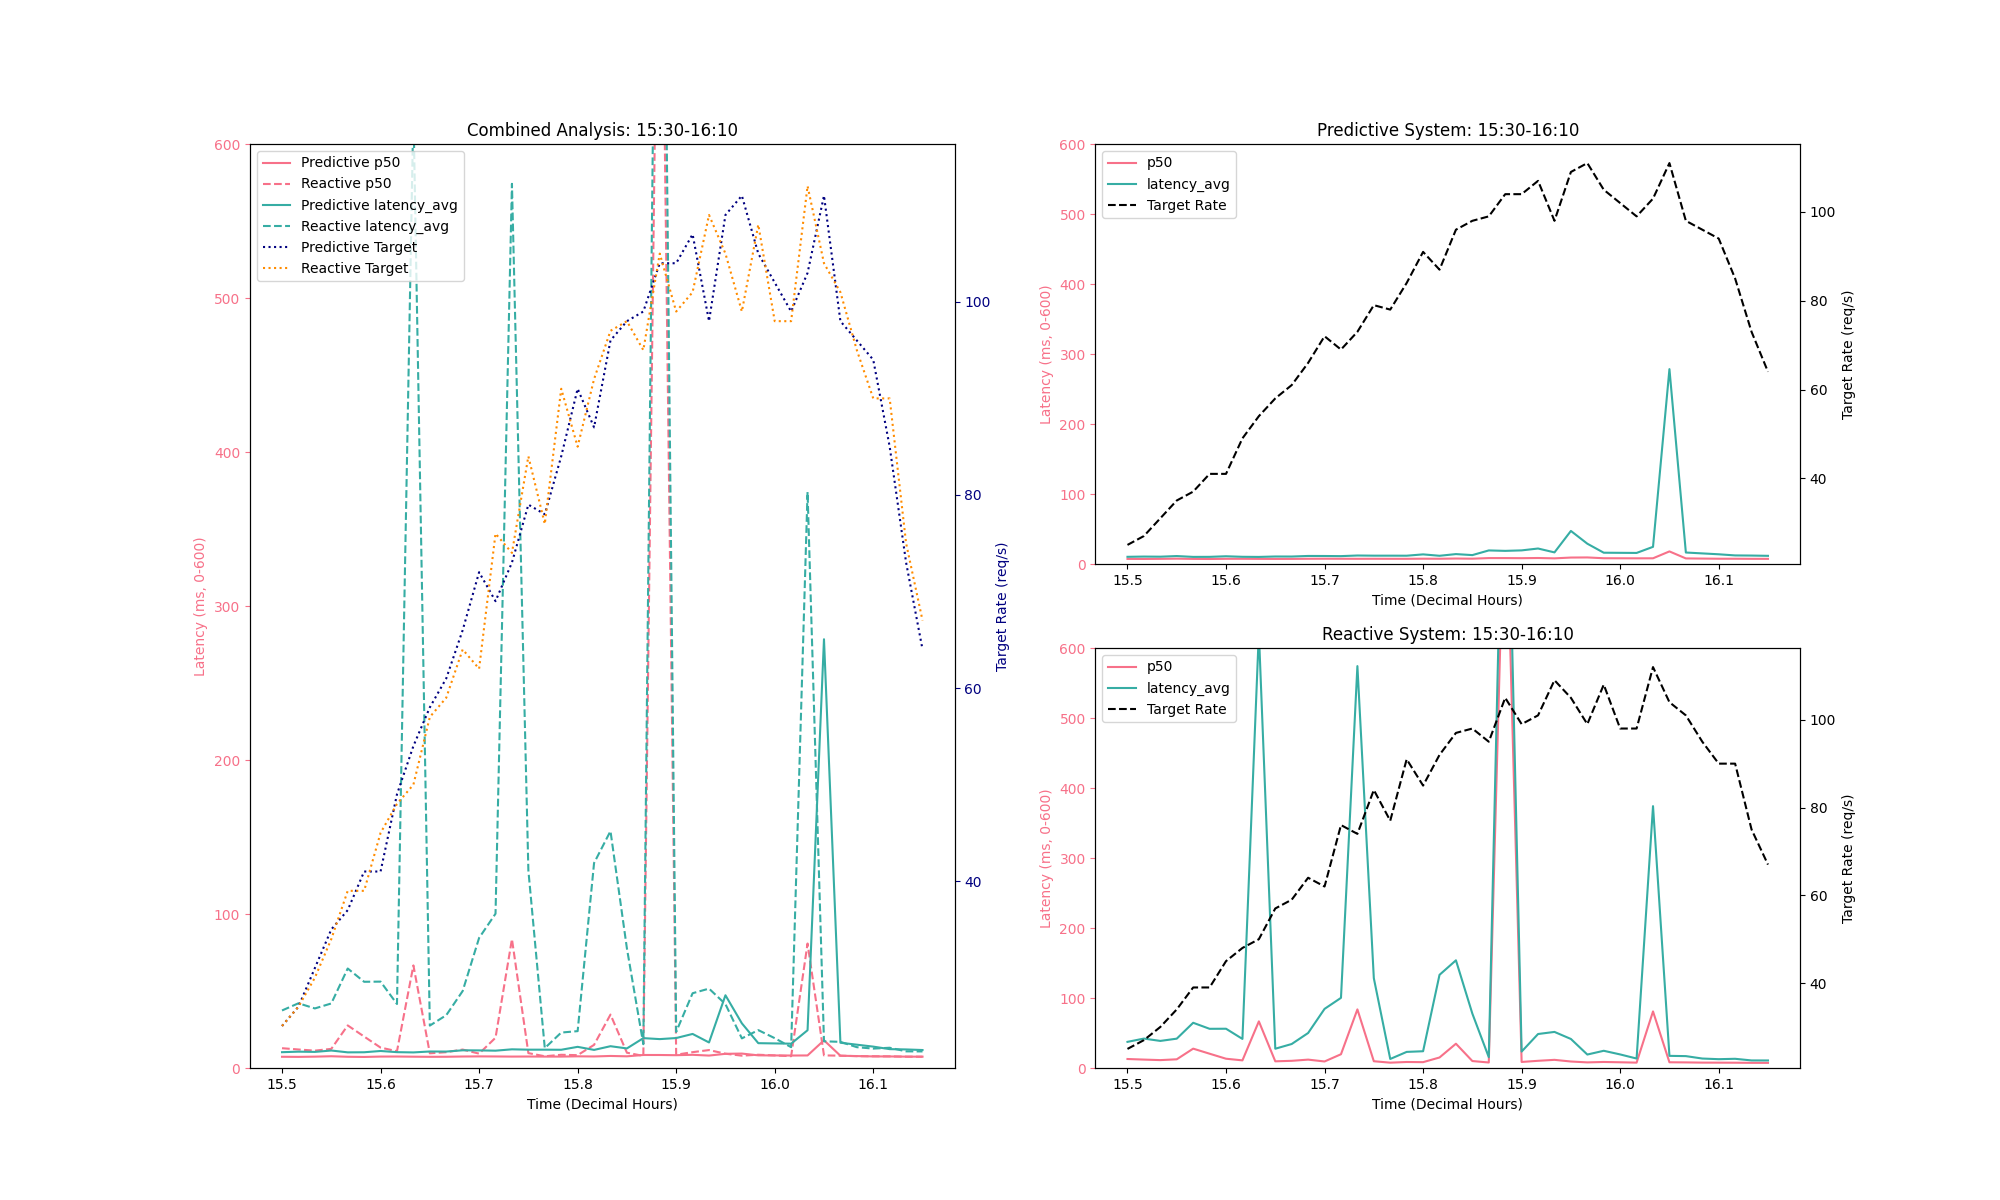 Combined Analysis: 15:30-16:10
Predictive p50
Reactive p50
Predictive latency_avg
Reactive latency_avg
Predictive Target
Reactive Target
600
500
400
300
200
100
0
Latency (ms, 0-600)
100
80
60
40
Target Rate (req/s)
15.5 15.6 15.7 15.8 15.9 16.0 16.1
Time (Decimal Hours)
Predictive System: 15:30-16:10
p50
latency_avg
Target Rate
600
500
400
300
200
100
0
Latency (ms, 0-600)
100
80
60
40
Target Rate (req/s)
15.5 15.6 15.7 15.8 15.9 16.0 16.1
Time (Decimal Hours)
Reactive System: 15:30-16:10
p50
latency_avg
Target Rate
600
500
400
300
200
100
0
Latency (ms, 0-600)
100
80
60
40
Target Rate (req/s)
15.5 15.6 15.7 15.8 15.9 16.0 16.1
Time (Decimal Hours)